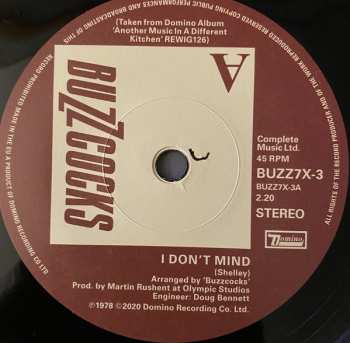 (Taken from Domino Album
'Another Music In A Different
Kitchen' REWIG126)
A
BUZZCOCKS
Complete
Music Ltd.
45 RPM
BUZZ7X-3
BUZZ7X-3A
2.20
STEREO
Domino
I DON'T MIND
(Shelley)
Arranged by 'Buzzcocks'
Prod. by Martin Rushent at Olympic Studios
Engineer: Doug Bennett
℗1978 ©2020 Domino Recording Co. Ltd.
ALL RIGHTS OF THE RECORD PRODUCER AND OF THE OWNER OF THE WORK REPRODUCED RESERVED COPYING PUBLIC PERFORMANCES AND BROADCASTING OF THIS RECORD PROHIBITED MADE IN THE EU A PRODUCT OF DOMINO RECORDING CO LTD